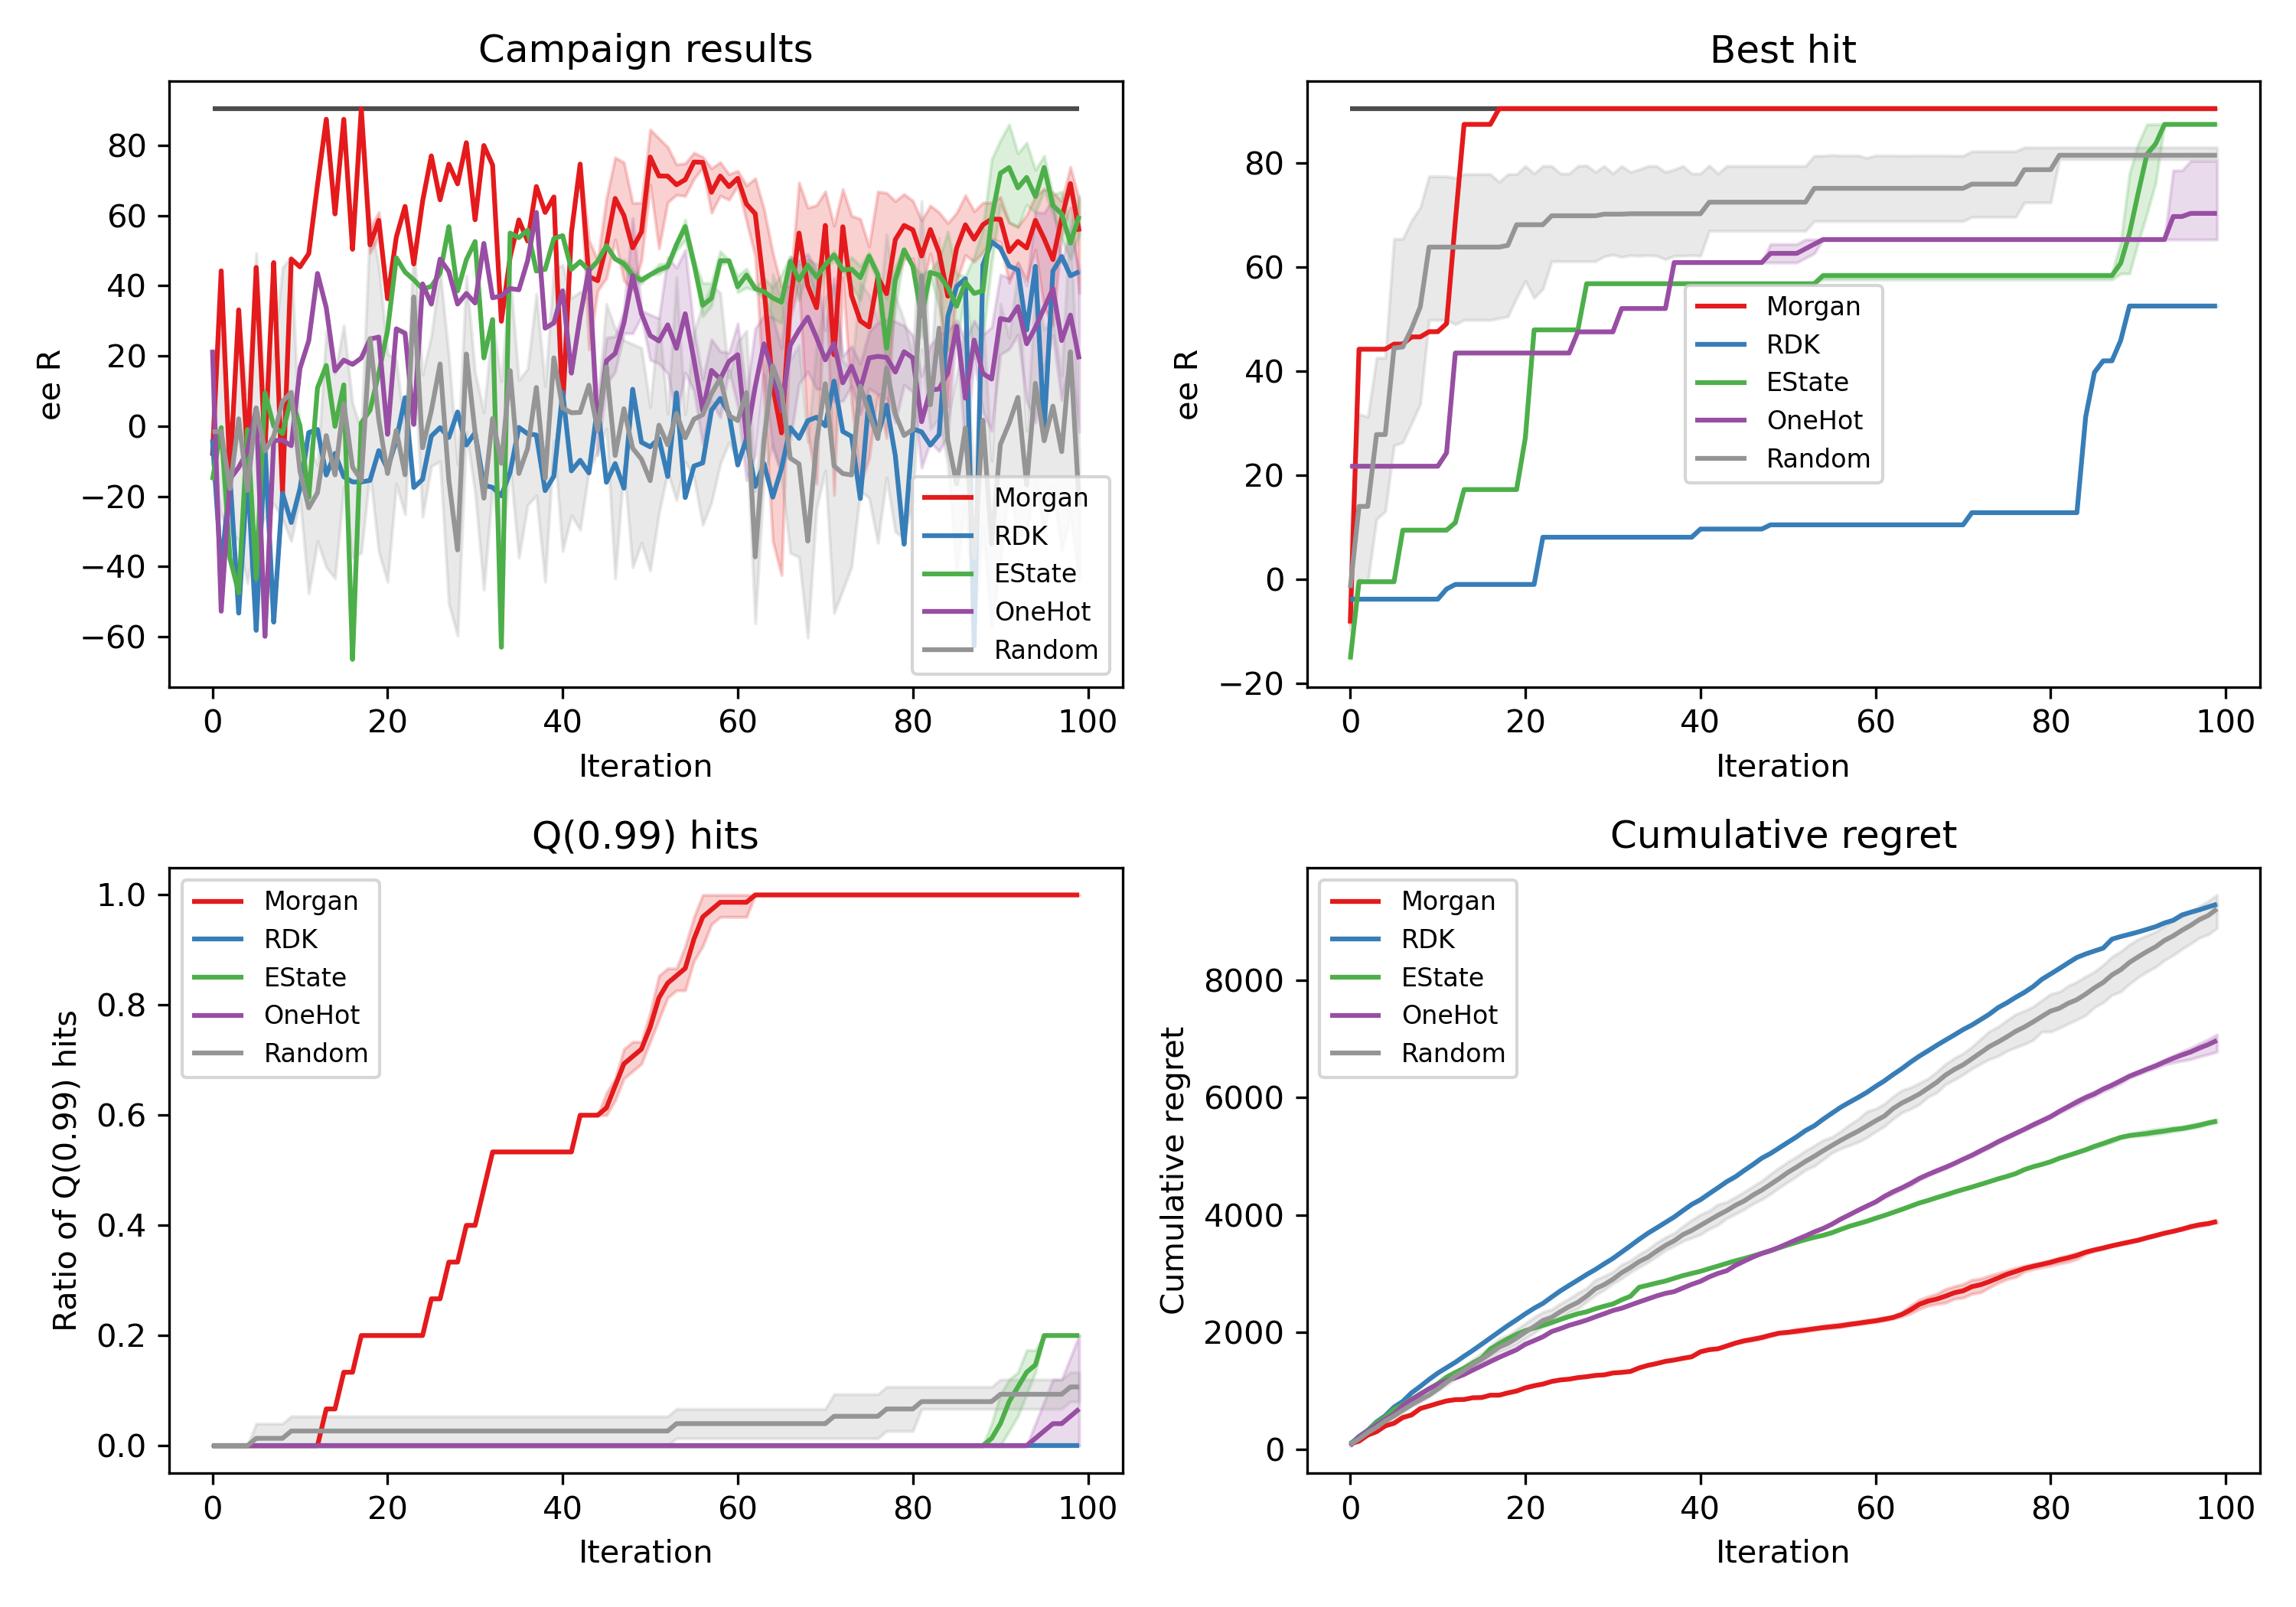 Campaign results
ee R
80
60
40
20
0
−20
−40
−60
Morgan
RDK
EState
OneHot
Random
0 20 40 60 80 100
Iteration
Best hit
ee R
80
60
40
20
0
−20
Morgan
RDK
EState
OneHot
Random
0 20 40 60 80 100
Iteration
Q(0.99) hits
Ratio of Q(0.99) hits
1.0
0.8
0.6
0.4
0.2
0.0
Morgan
RDK
EState
OneHot
Random
0 20 40 60 80 100
Iteration
Cumulative regret
Cumulative regret
8000
6000
4000
2000
0
Morgan
RDK
EState
OneHot
Random
0 20 40 60 80 100
Iteration